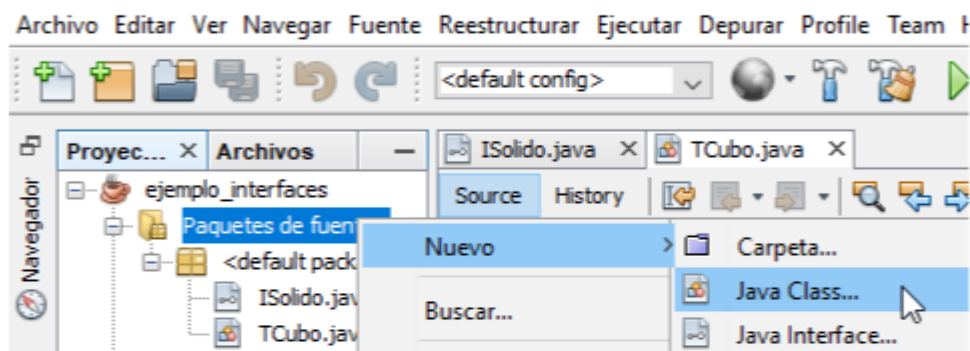 Archivo Editar Ver Navegar Fuente Reestructurar Ejecutar Depurar Profile Team
<default config>
Proyec... Archivos
ISolido.java TCubo.java
Navegador
ejemplo_interfaces
Source History
Paquetes de fuen
Nuevo
Carpeta...
<default pack
Java Class...
ISolido.jav
Buscar...
TCubo.jav
Java Interface...